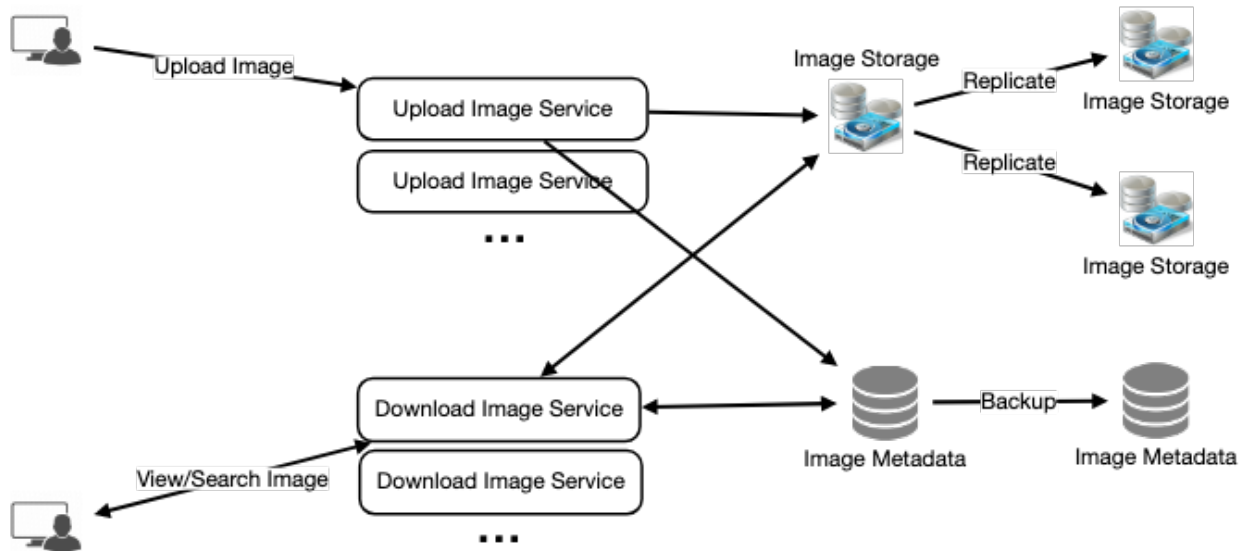 Upload Image
Image Storage
Upload Image Service
Replicate
Image Storage
Upload Image Service
Replicate
...
Image Storage
Download Image Service
Backup
Image Metadata
Image Metadata
View/Search Image
Download Image Service
...